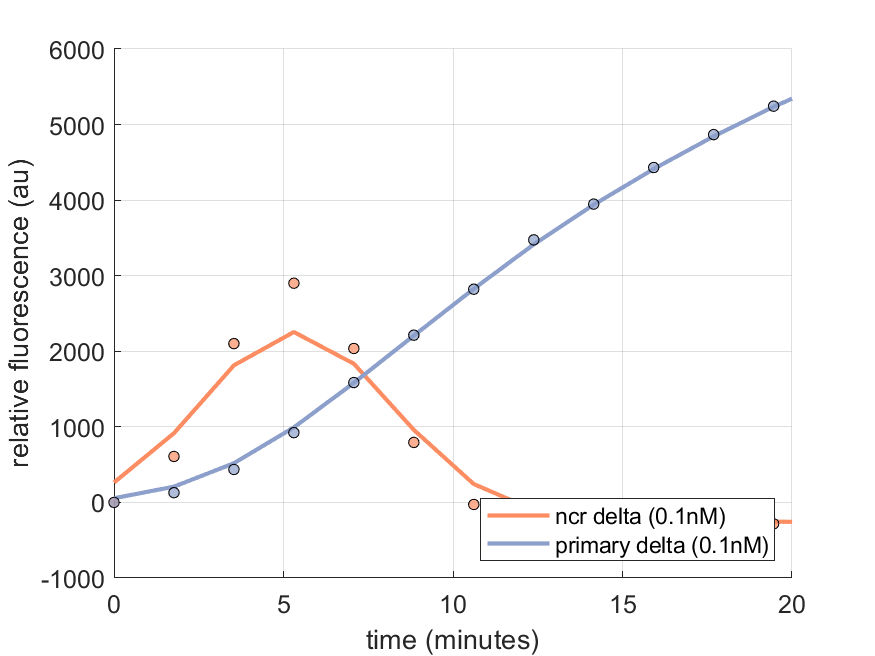 6000
5000
4000
3000
2000
1000
0
-1000
relative fluorescence (au)
0 5 10 15 20
time (minutes)
ncr delta (0.1nM)
primary delta (0.1nM)